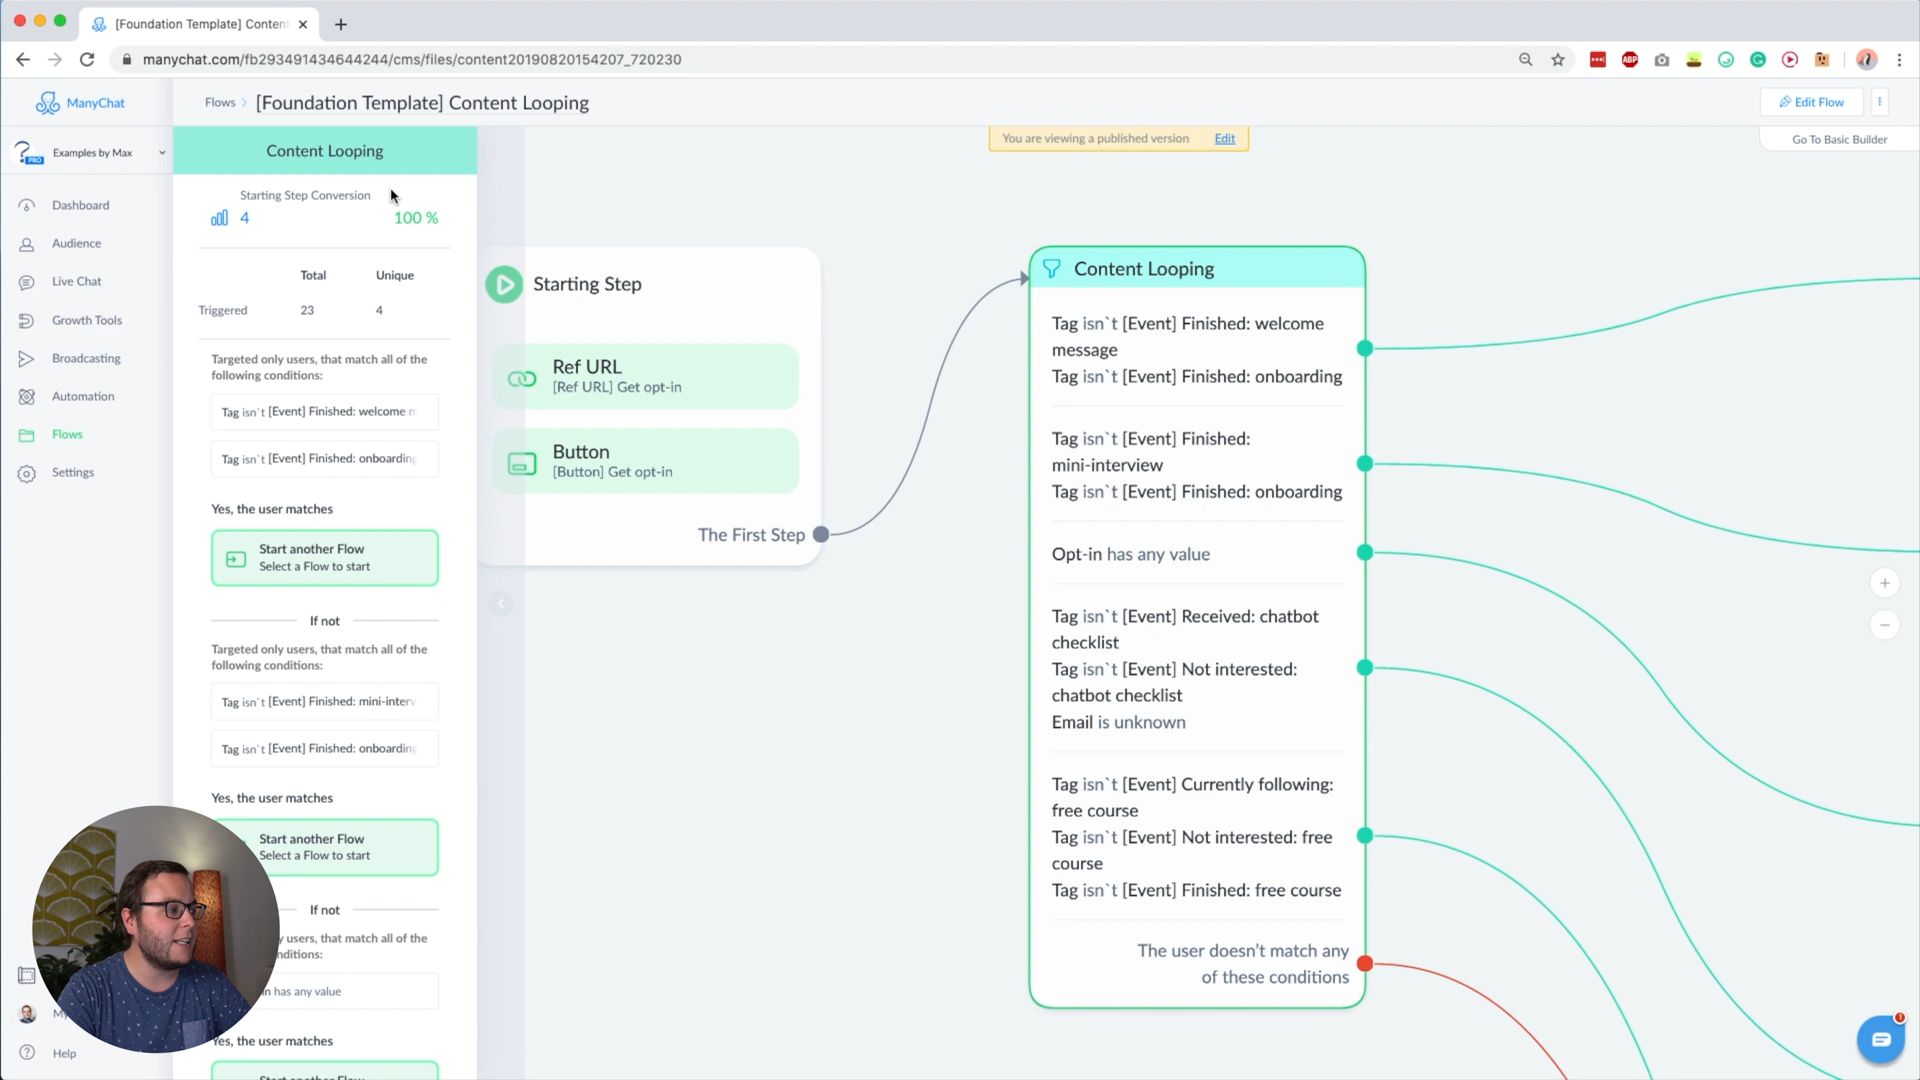 [Foundation Template] Content
manychat.com/fb293491434644244/cms/files/content20190820154207_720230
ABP
ManyChat
Flows
[Foundation Template] Content Looping
Edit Flow
PRO
Examples by Max
Content Looping
You are viewing a published version
Edit
Go To Basic Builder
Dashboard
Audience
Live Chat
Growth Tools
Broadcasting
Automation
Flows
Settings
Help
Starting Step Conversion
4
100 %
Total
Unique
Triggered
23
4
Targeted only users, that match all of the
following conditions:
Tag isn`t [Event] Finished: welcome
Tag isn`t [Event] Finished: onboarding
Yes, the user matches
Start another Flow
Select a Flow to start
If not
Targeted only users, that match all of the
following conditions:
Tag isn`t [Event] Finished: mini-interv
Tag isn`t [Event] Finished: onboarding
Yes, the user matches
Start another Flow
Select a Flow to start
If not
users, that match all of the
has any value
Yes, the user matches
Start another Flow
Starting Step
Ref URL
[Ref URL] Get opt-in
Button
[Button] Get opt-in
The First Step
Content Looping
Tag isn`t [Event] Finished: welcome
message
Tag isn`t [Event] Finished: onboarding
Tag isn`t [Event] Finished:
mini-interview
Tag isn`t [Event] Finished: onboarding
Opt-in has any value
Tag isn`t [Event] Received: chatbot
checklist
Tag isn`t [Event] Not interested:
chatbot checklist
Email is unknown
Tag isn`t [Event] Currently following:
free course
Tag isn`t [Event] Not interested: free
course
Tag isn`t [Event] Finished: free course
The user doesn't match any
of these conditions
1